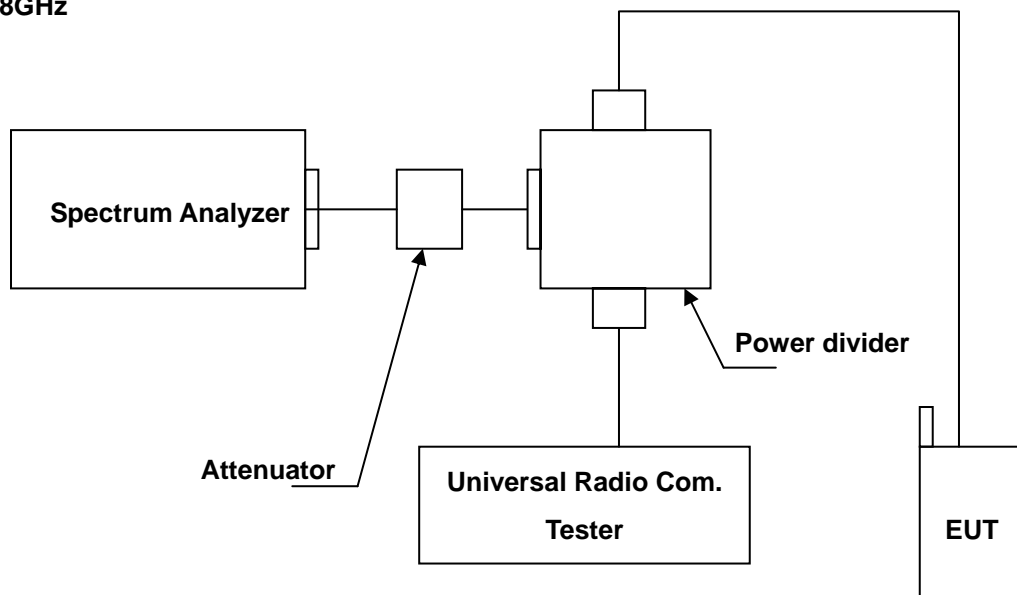 8GHz
Spectrum Analyzer
Power divider
Attenuator
Universal Radio Com.
Tester
EUT